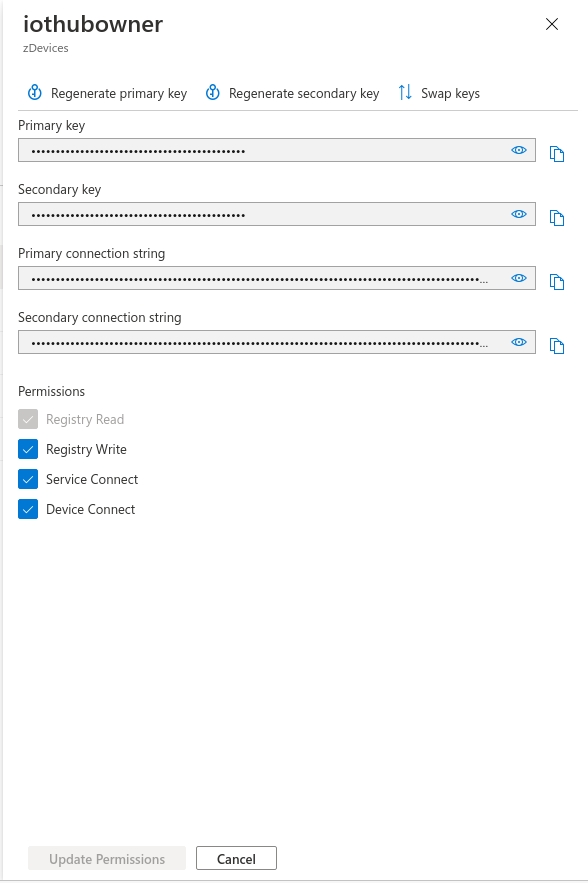 iothubowner
zDevices
Regenerate primary key Regenerate secondary key Swap keys
Primary key
•••••••••••••••••••••••••••••••••••••••••••
Secondary key
•••••••••••••••••••••••••••••••••••••••••••
Primary connection string
••••••••••••••••••••••••••••••••••••••••••••••••••••••••••••••••••••••••••••••••••••••••••...
Secondary connection string
••••••••••••••••••••••••••••••••••••••••••••••••••••••••••••••••••••••••••••••••••••••••••...
Permissions
Registry Read
Registry Write
Service Connect
Device Connect
Update Permissions Cancel